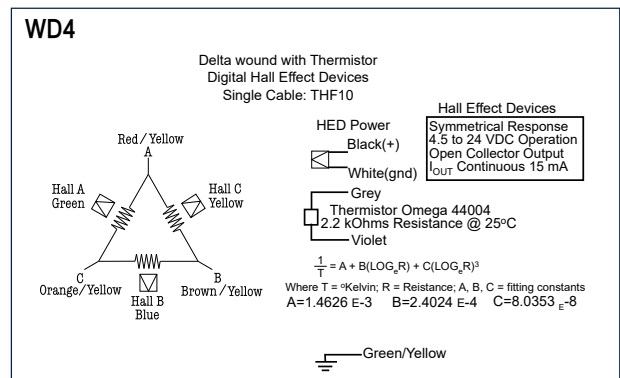 WD4
Delta wound with Thermistor
Digital Hall Effect Devices
Single Cable: THF10
Hall Effect Devices
Symmetrical Response
4.5 to 24 VDC Operation
Open Collector Output
IOUT Continuous 15 mA
HED Power
Black(+)
White(gnd)
Red/Yellow
A
Hall A
Green
Hall C
Yellow
C
Orange/Yellow
Hall B
Blue
B
Brown/Yellow
Grey
Thermistor Omega 44004
2.2 kOhms Resistance @ 25°C
Violet
1/T = A + B(LOGeR) + C(LOGeR)³
Where T = ºKelvin; R = Reistance; A, B, C = fitting constants
A=1.4626 E-3 B=2.4024 E-4 C=8.0353 E-8
Green/Yellow